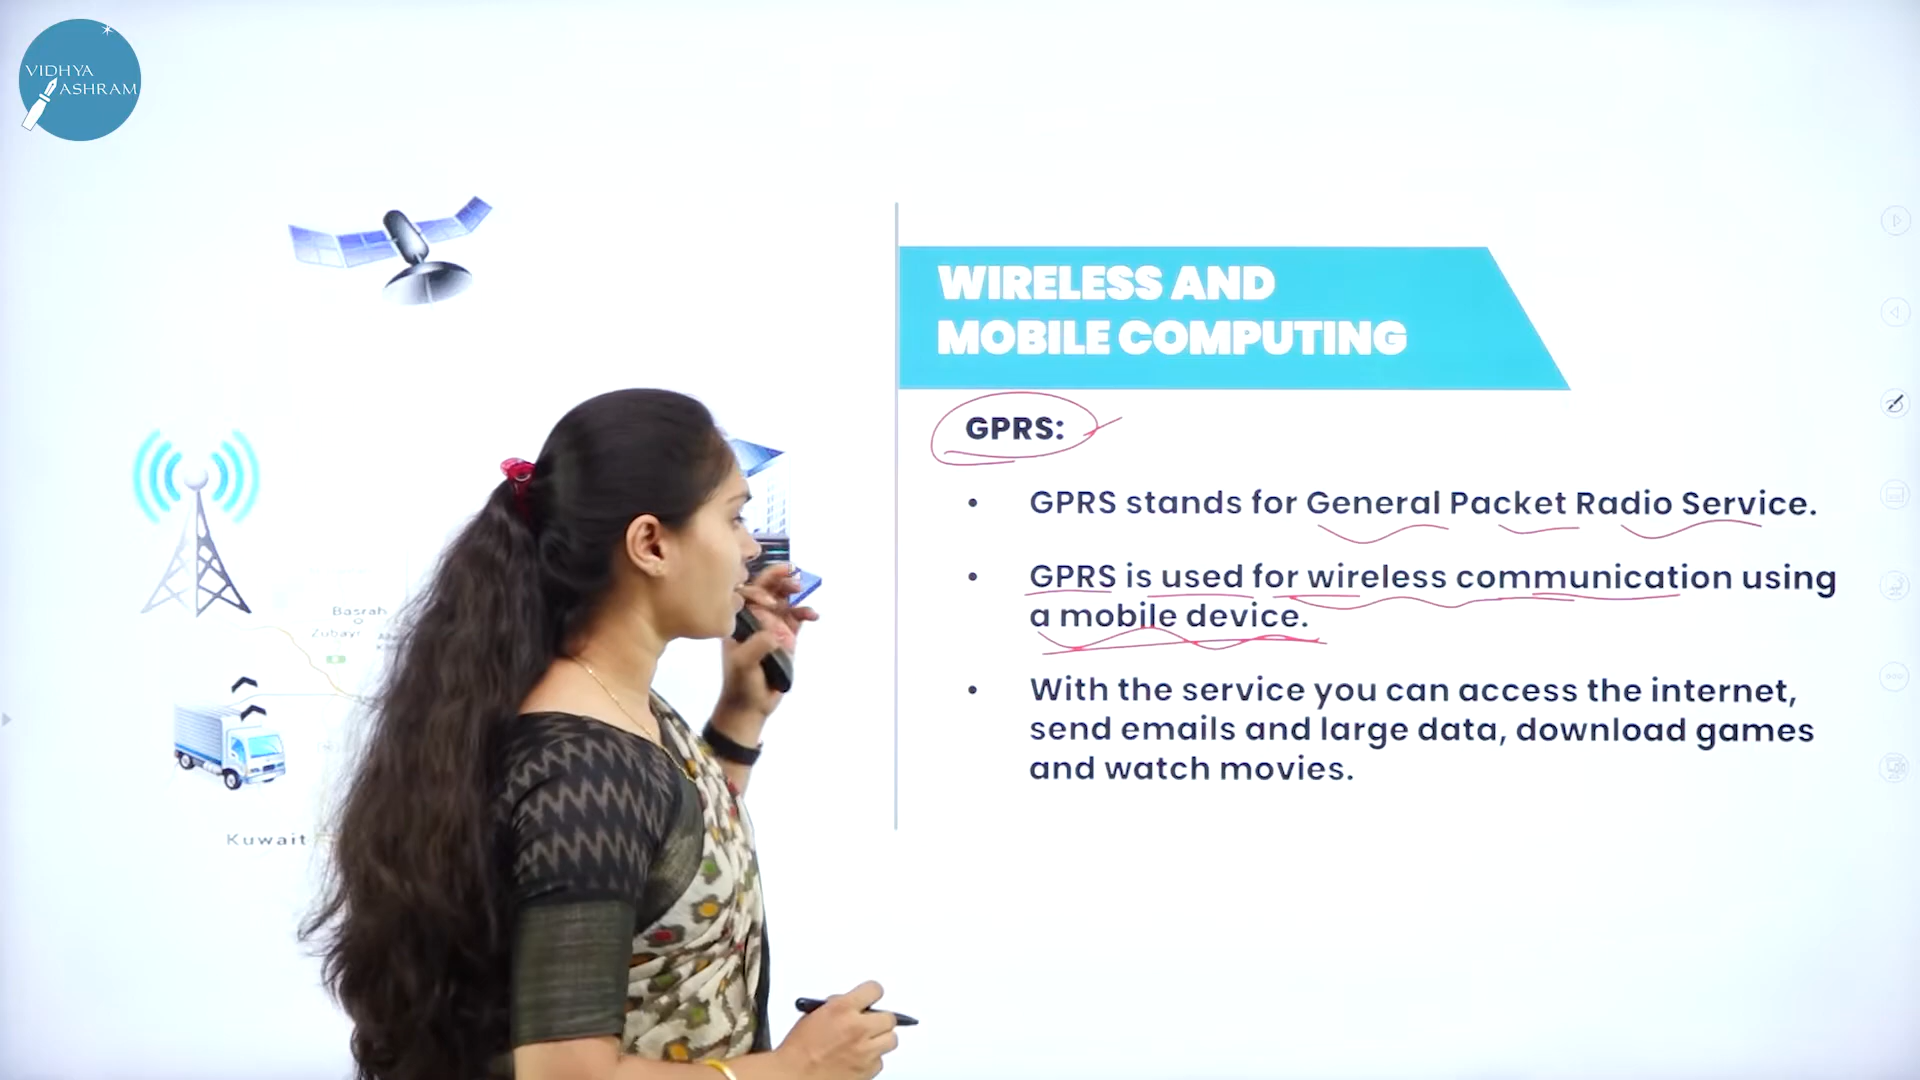 VIDHYA
ASHRAM
WIRELESS AND
MOBILE COMPUTING
GPRS:
• GPRS stands for General Packet Radio Service.
• GPRS is used for wireless communication using
a mobile device.
• With the service you can access the internet,
send emails and large data, download games
and watch movies.
Basrah
Zubayr
Kuwait